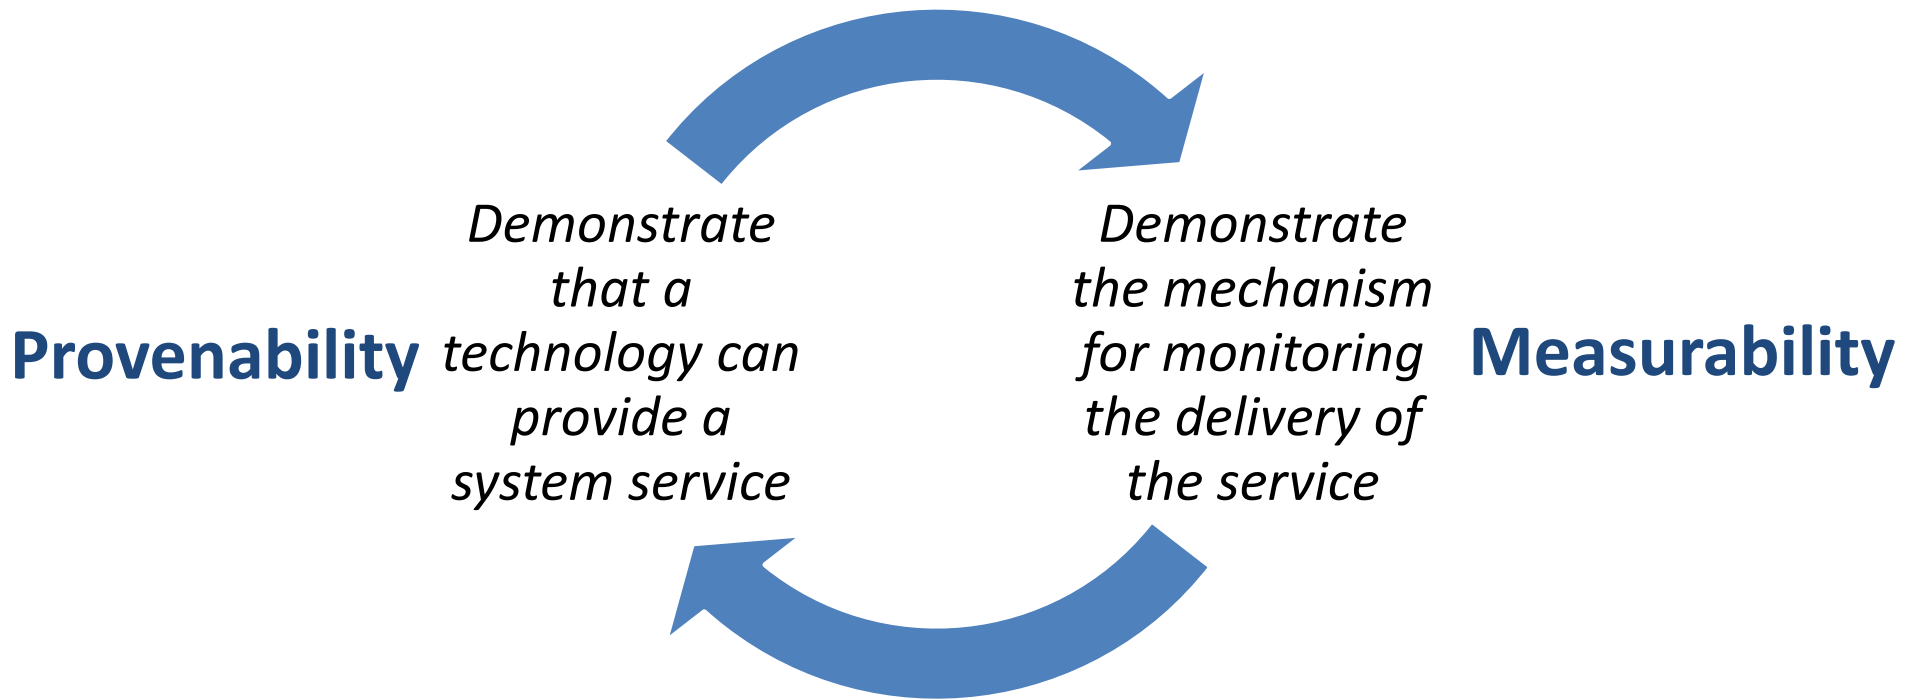 Provenability
Demonstrate
that a
technology can
provide a
system service
Demonstrate
the mechanism
for monitoring
the delivery of
the service
Measurability